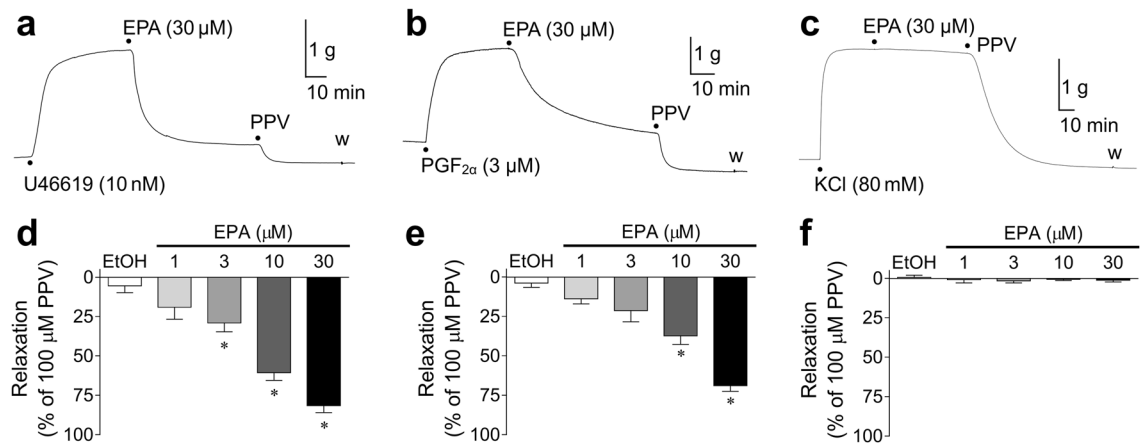 a
EPA (30 μM)
1 g
10 min
PPV
w
U46619 (10 nM)
b
EPA (30 μM)
1 g
10 min
PPV
w
PGF2α (3 μM)
c
EPA (30 μM)
PPV
1 g
10 min
w
KCl (80 mM)
d
EPA (μM)
EtOH 1 3 10 30
0
25
50
75
100
Relaxation
(% of 100 μM PPV)
* * *
e
EPA (μM)
EtOH 1 3 10 30
0
25
50
75
100
Relaxation
(% of 100 μM PPV)
* *
f
EPA (μM)
EtOH 1 3 10 30
0
25
50
75
100
Relaxation
(% of 100 μM PPV)